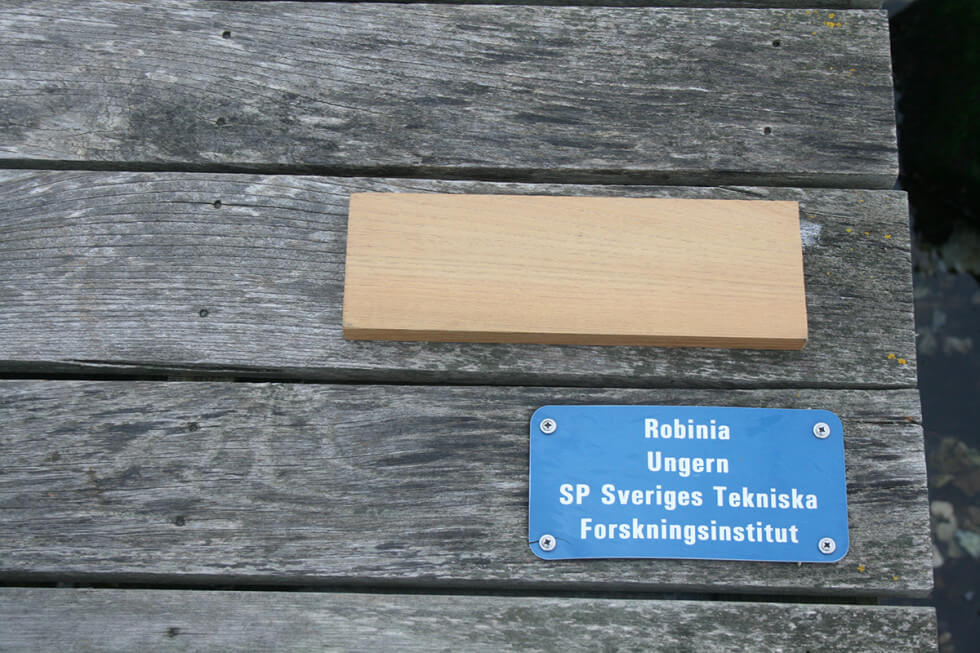 Robinia
Ungern
SP Sveriges Tekniska
Forskningsinstitut